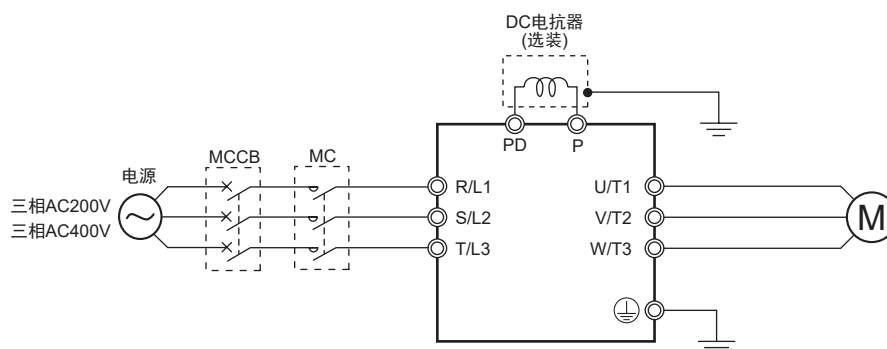 DC电抗器
(选装)
PD
P
MCCB
MC
电源
三相AC200V
三相AC400V
R/L1
S/L2
T/L3
U/T1
V/T2
W/T3
M